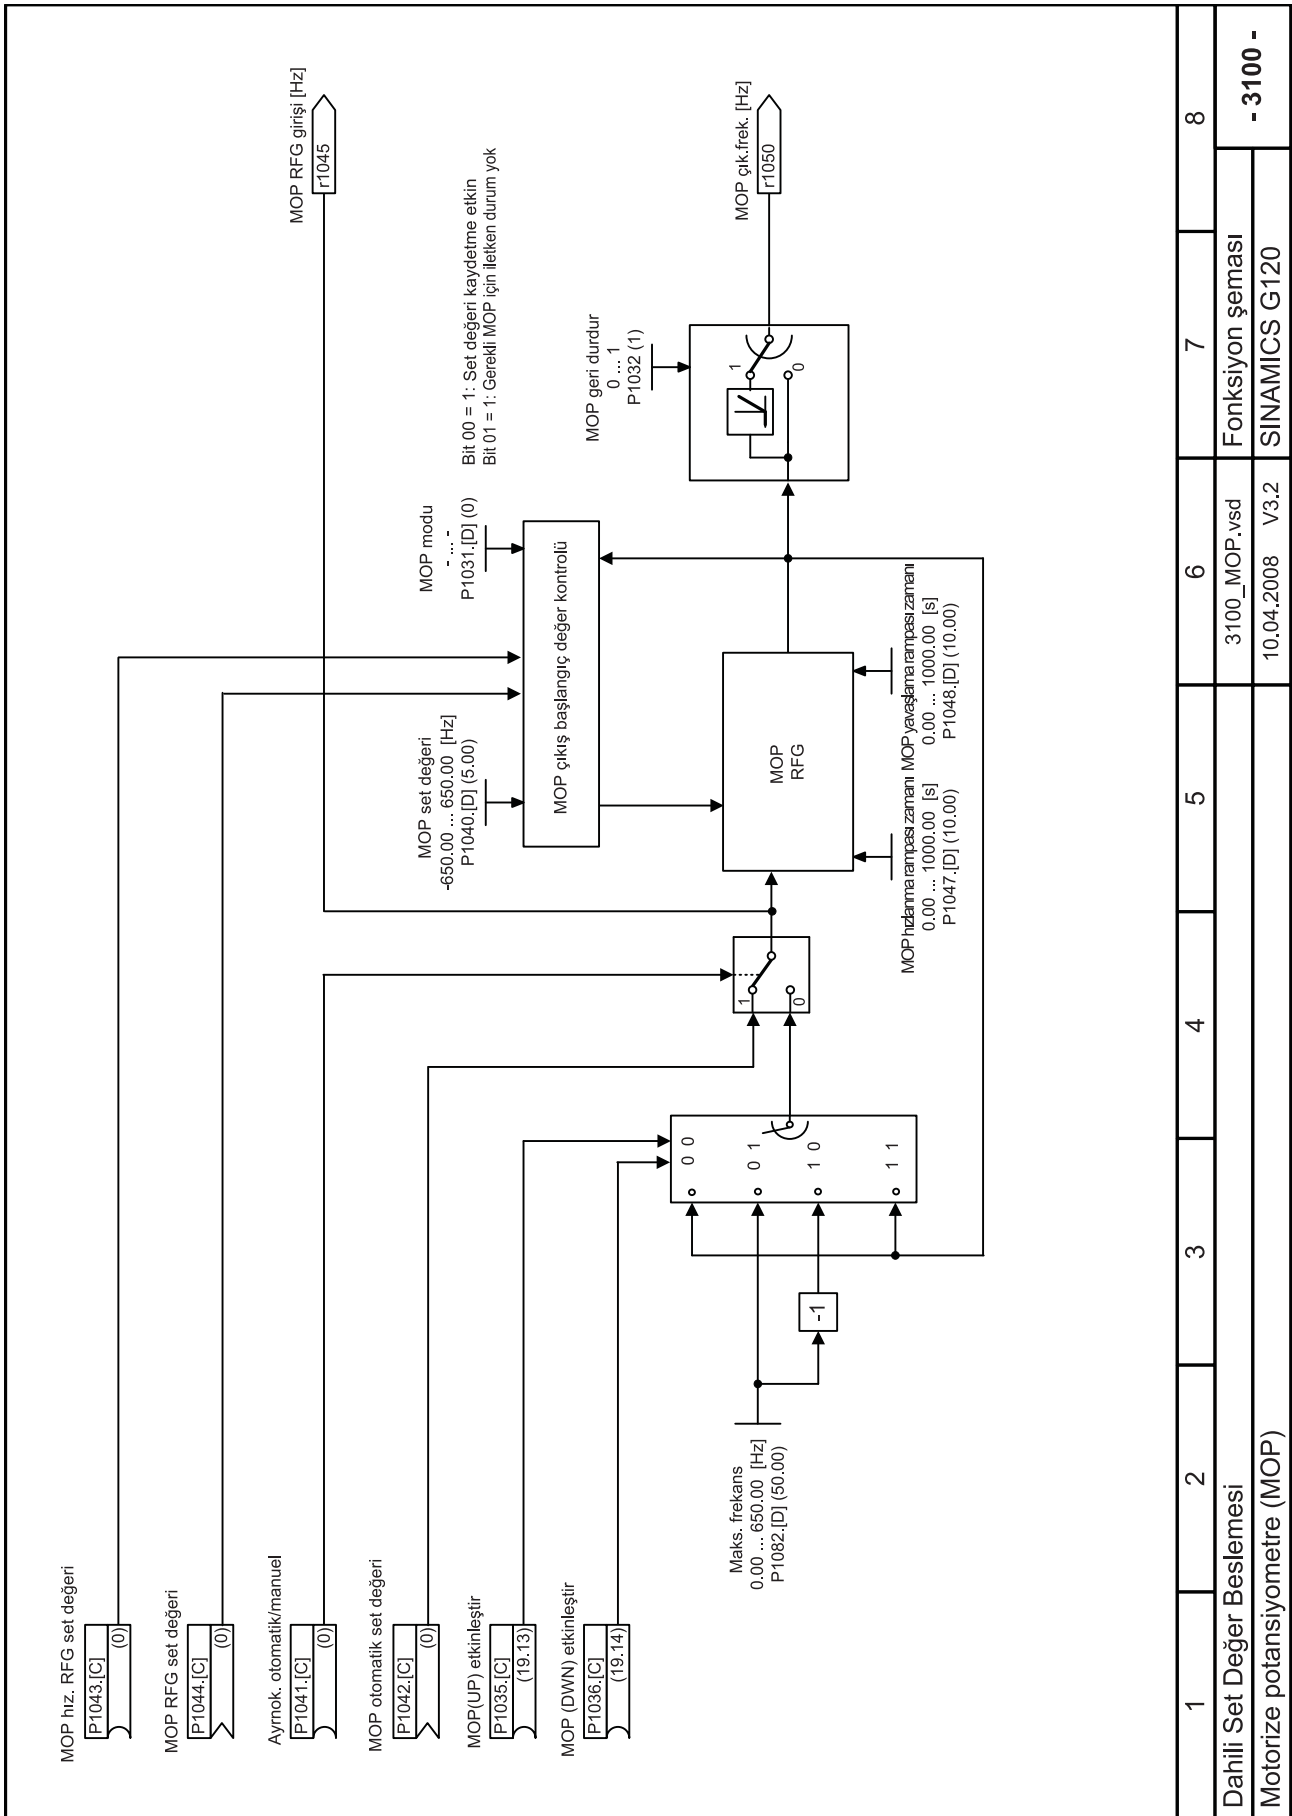 MOP hız. RFG set değeri
P1043.[C]
(0)
MOP RFG set değeri
P1044.[C]
(0)
Ayrnok. otomatik/manuel
P1041.[C]
(0)
MOP otomatik set değeri
P1042.[C]
(0)
MOP(UP) etkinleştir
P1035.[C]
(19.13)
MOP (DWN) etkinleştir
P1036.[C]
(19.14)
Maks. frekans
0.00 ... 650.00 [Hz]
P1082.[D] (50.00)
-1
0 0
0 1
1 0
1 1
1
0
MOP set değeri
-650.00 ... 650.00 [Hz]
P1040.[D] (5.00)
MOP modu
- ... -
P1031.[D] (0)
Bit 00 = 1: Set değeri kaydetme etkin
Bit 01 = 1: Gerekli MOP için iletken durum yok
MOP çıkış başlangıç değer kontrolü
MOP
RFG
MOP hızlanma rampası zamanı
0.00 ... 1000.00 [s]
P1047.[D] (10.00)
MOP yavaşlama rampası zamanı
0.00 ... 1000.00 [s]
P1048.[D] (10.00)
MOP geri durdur
0 ... 1
P1032 (1)
1
0
MOP RFG girişi [Hz]
r1045
MOP çık.frek. [Hz]
r1050
1
2
3
4
5
6
7
8
Dahili Set Değer Beslemesi
3100_MOP.vsd
Fonksiyon şeması
- 3100 -
Motorize potansiyometre (MOP)
10.04.2008 V3.2
SINAMICS G120